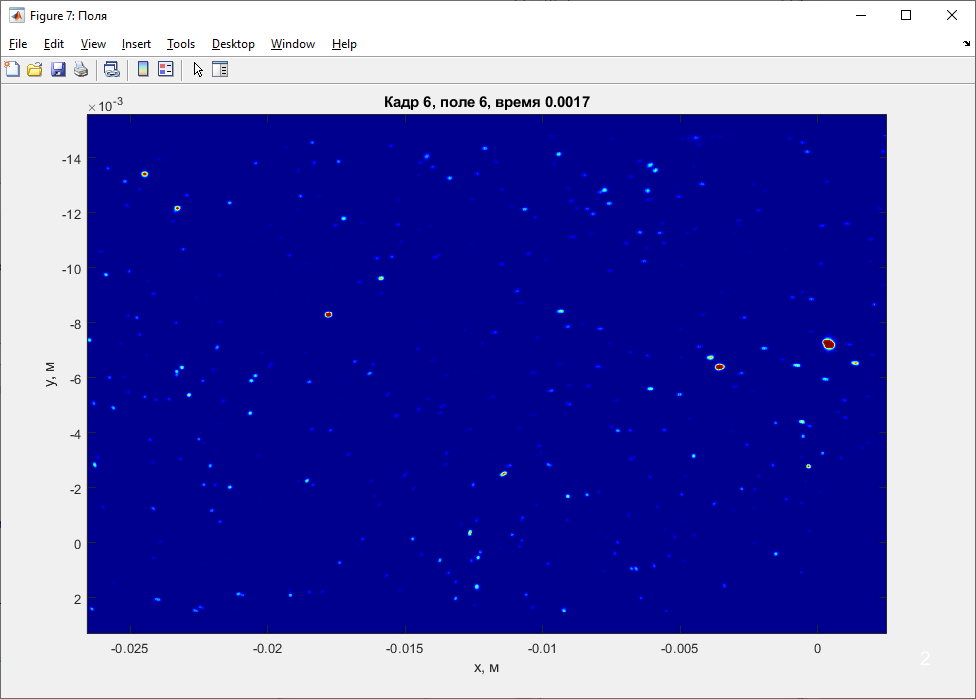 Figure 7: Поля
File Edit View Insert Tools Desktop Window Help
×10-3
Кадр 6, поле 6, время 0.0017
-14
-12
-10
-8
-6
-4
-2
0
2
y, м
-0.025 -0.02 -0.015 -0.01 -0.005 0
x, м
2